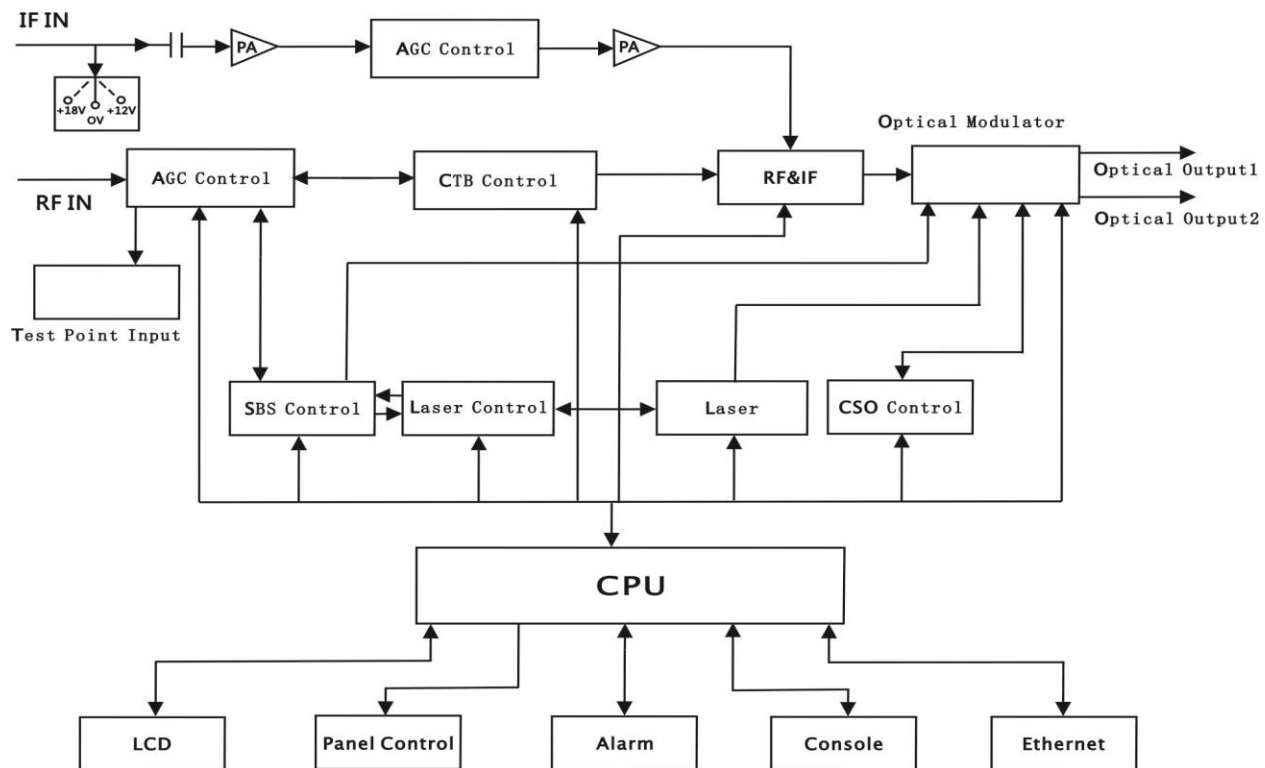 IF IN
PA
AGC Control
PA
+18V
+12V
OV
Optical Modulator
RF IN
AGC Control
CTB Control
RF&IF
Optical Output1
Optical Output2
Test Point Input
SBS Control
Laser Control
Laser
CSO Control
CPU
LCD
Panel Control
Alarm
Console
Ethernet